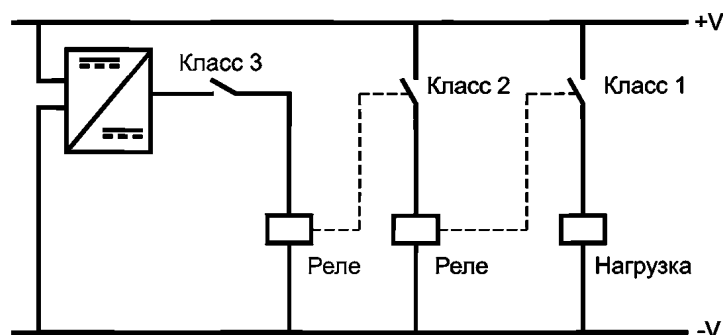 +V
Класс 3
Класс 2
Класс 1
Реле
Реле
Нагрузка
-V